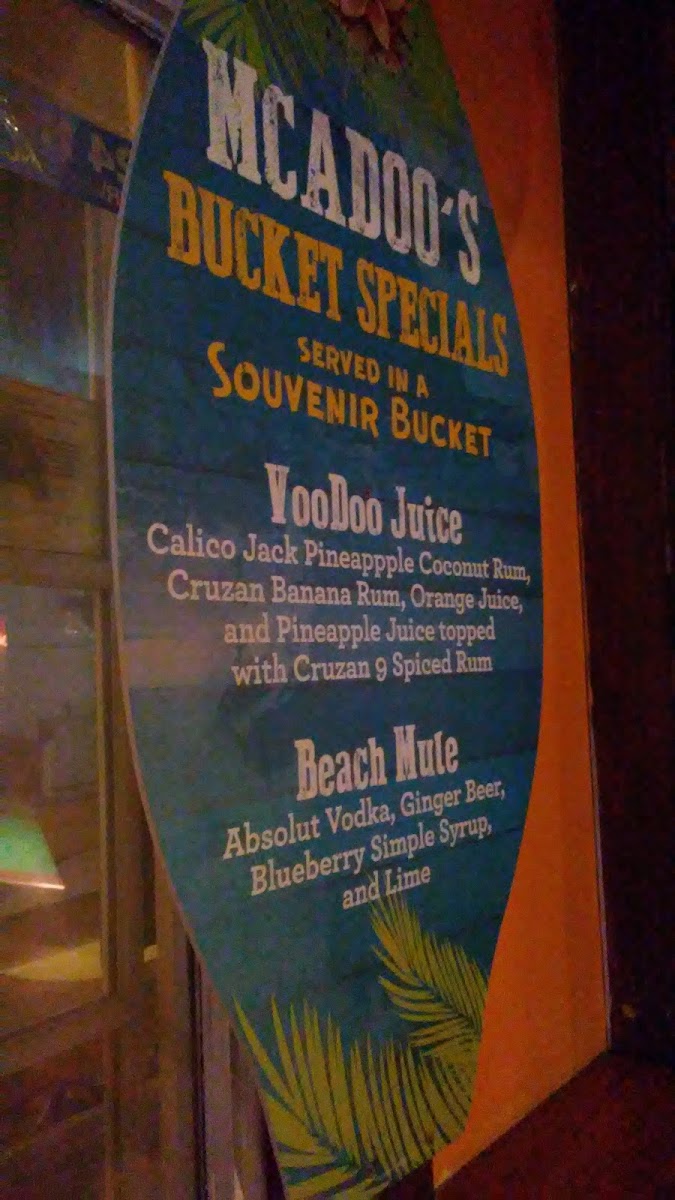 MCADOO'S
BUCKET SPECIALS
SERVED IN A
SOUVENIR BUCKET
VooDoo Juice
Calico Jack Pineappple Coconut Rum,
Cruzan Banana Rum, Orange Juice,
and Pineapple Juice topped
with Cruzan 9 Spiced Rum
Beach Mule
Absolut Vodka, Ginger Beer,
Blueberry Simple Syrup,
and Lime